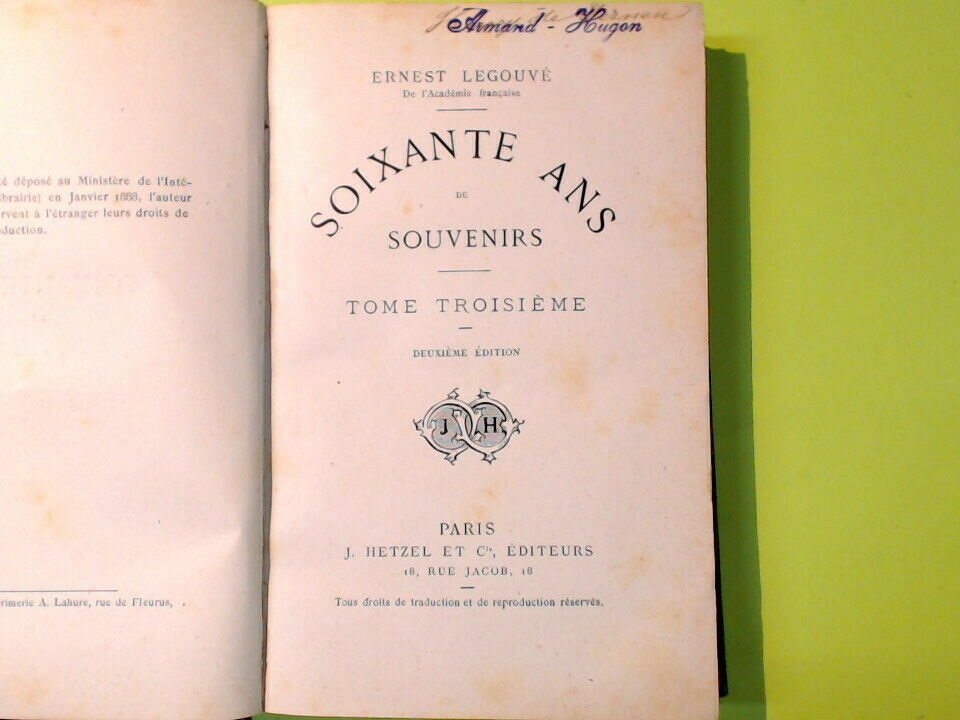 é déposé au Ministère de l'Inté-
ibrairie) en Janvier 1888, l'auteur
rvent à l'étranger leurs droits de
duction.
rimerie A. Lahure, rue de Fleurus,
Armand - Hugon
ERNEST LEGOUVÉ
De l'Académie française
SOIXANTE ANS
DE
SOUVENIRS
TOME TROISIÈME
DEUXIÈME ÉDITION
J H
PARIS
J. HETZEL ET Cie, ÉDITEURS
18, RUE JACOB, 18
Tous droits de traduction et de reproduction réservés.